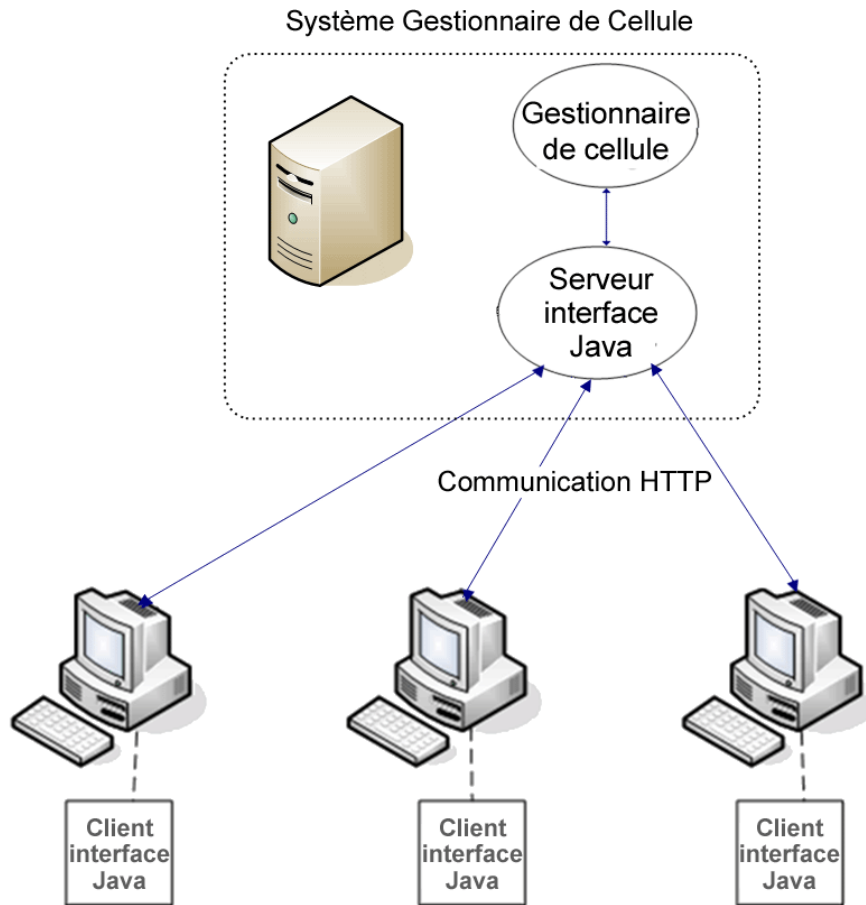 Système Gestionnaire de Cellule
Gestionnaire
de cellule
Serveur
interface
Java
Communication HTTP
Client
interface
Java
Client
interface
Java
Client
interface
Java